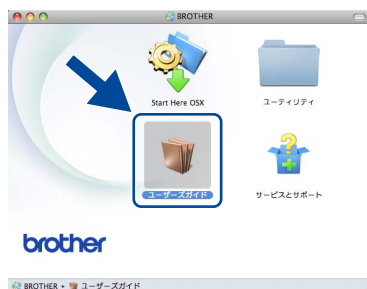 BROTHER
Start Here OSX
ユーティリティ
ユーザーズガイド
サービスとサポート
brother
BROTHER ▸ ユーザーズガイド